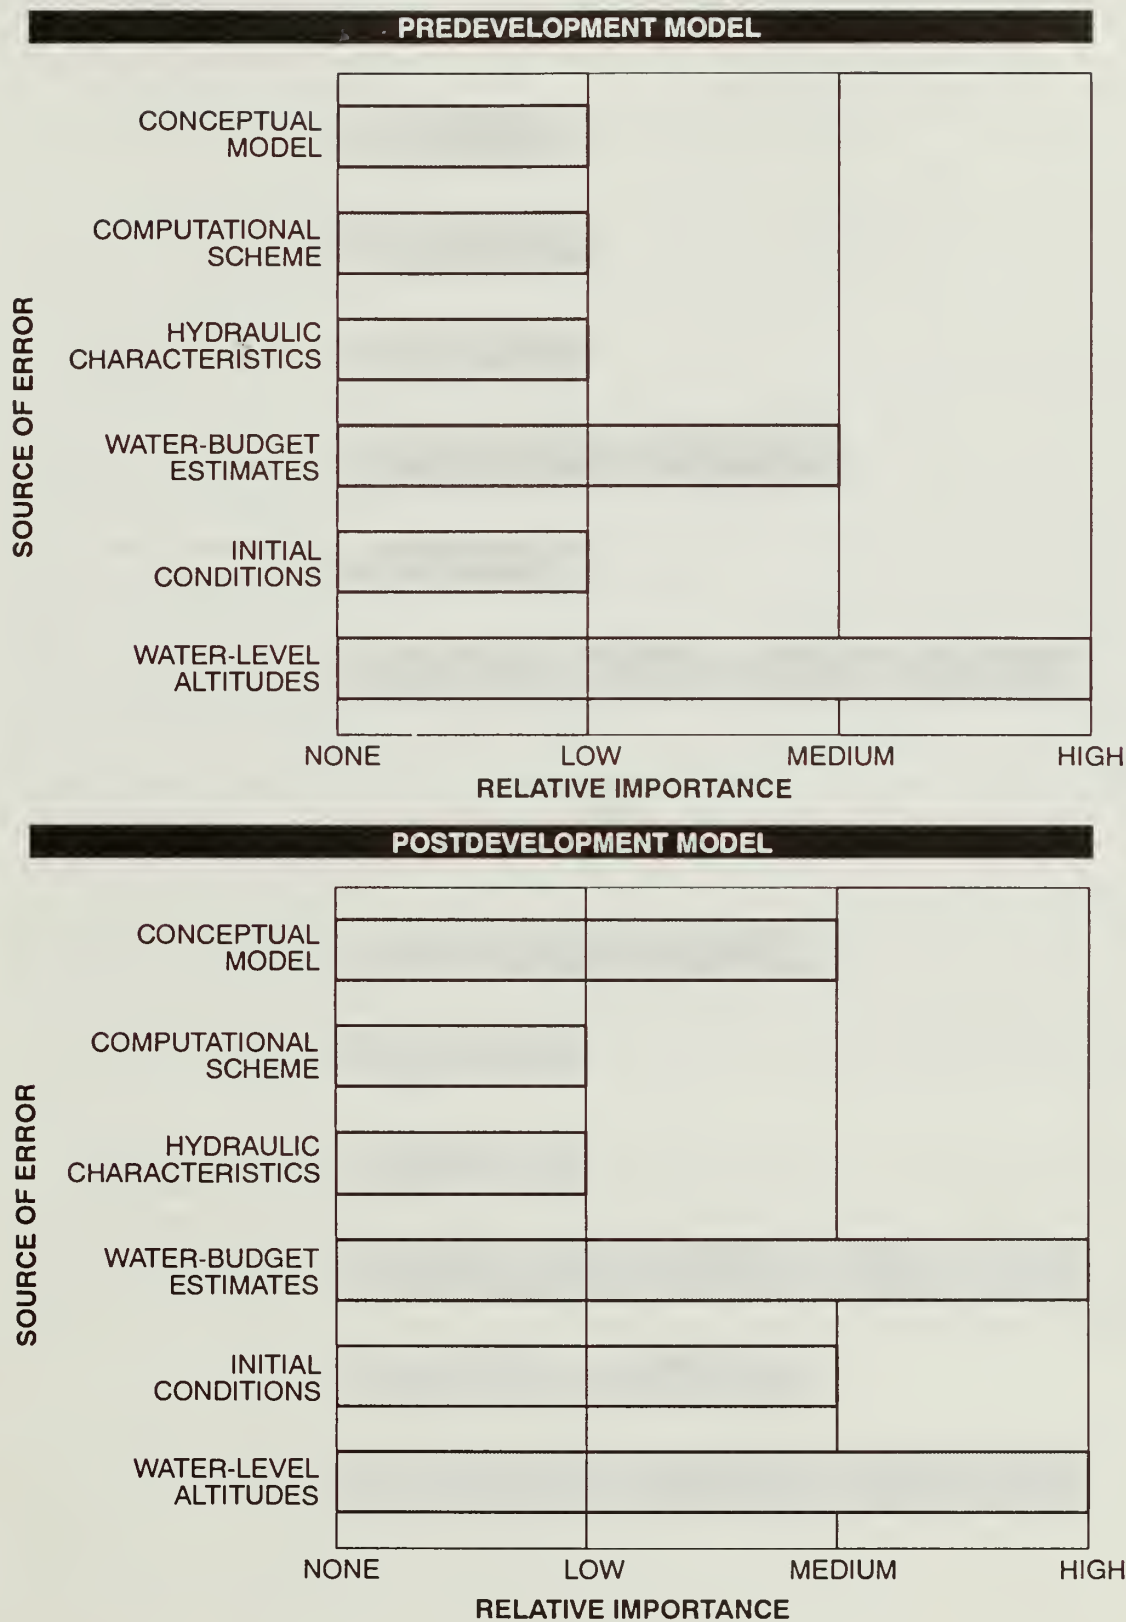 PREDEVELOPMENT MODEL
SOURCE OF ERROR
CONCEPTUAL
MODEL
COMPUTATIONAL
SCHEME
HYDRAULIC
CHARACTERISTICS
WATER-BUDGET
ESTIMATES
INITIAL
CONDITIONS
WATER-LEVEL
ALTITUDES
NONE LOW MEDIUM HIGH
RELATIVE IMPORTANCE
POSTDEVELOPMENT MODEL
SOURCE OF ERROR
CONCEPTUAL
MODEL
COMPUTATIONAL
SCHEME
HYDRAULIC
CHARACTERISTICS
WATER-BUDGET
ESTIMATES
INITIAL
CONDITIONS
WATER-LEVEL
ALTITUDES
NONE LOW MEDIUM HIGH
RELATIVE IMPORTANCE